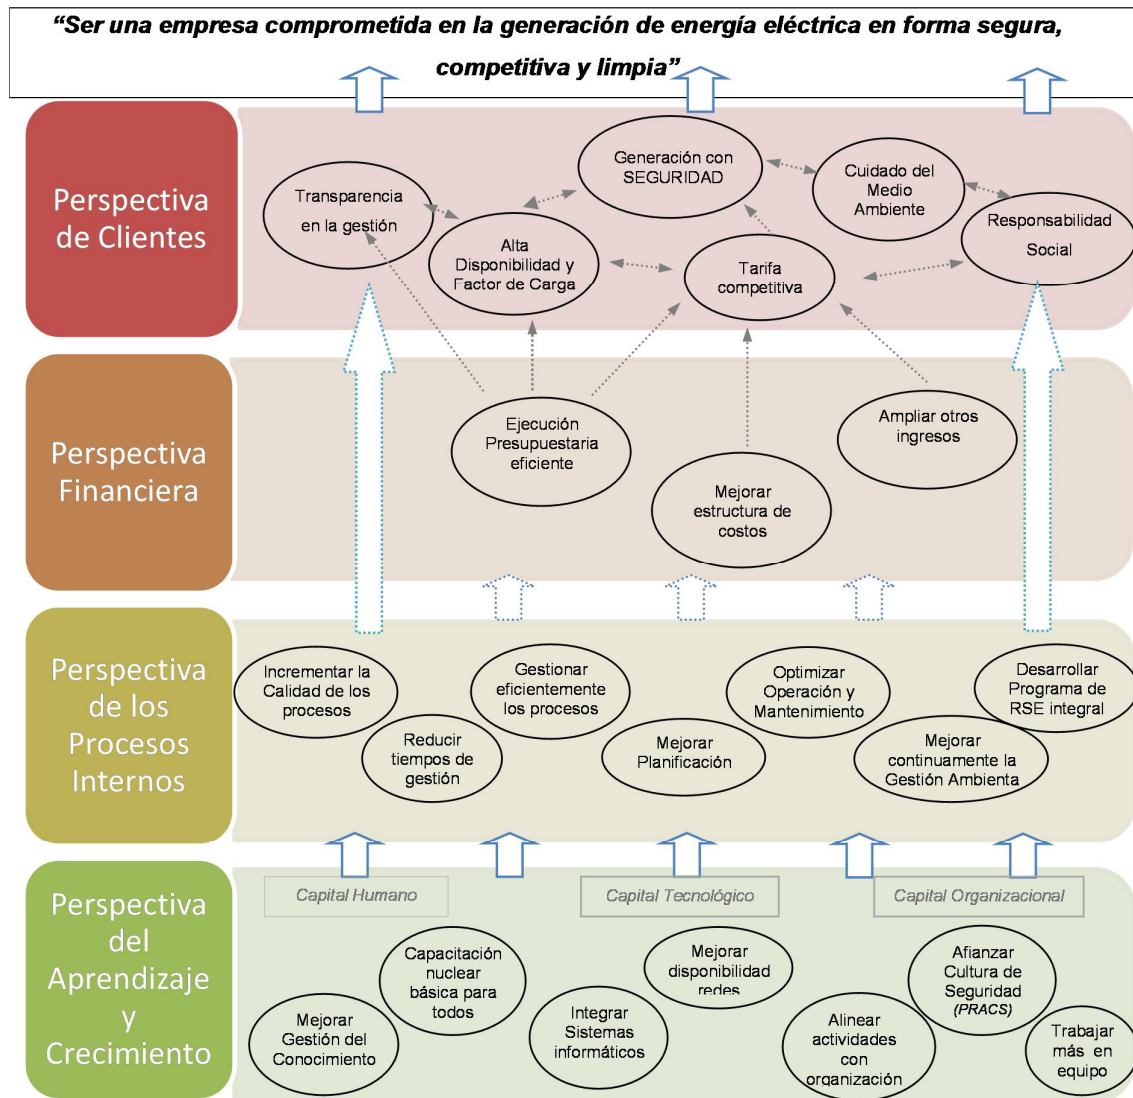 “Ser una empresa comprometida en la generación de energía eléctrica en forma segura,
competitiva y limpia”
Perspectiva
de Clientes
Transparencia
en la gestión
Alta
Disponibilidad y
Factor de Carga
Generación con
SEGURIDAD
Tarifa
competitiva
Cuidado del
Medio
Ambiente
Responsabilidad
Social
Perspectiva
Financiera
Ejecución
Presupuestaria
eficiente
Mejorar
estructura de
costos
Ampliar otros
ingresos
Perspectiva
de los
Procesos
Internos
Incrementar la
Calidad de los
procesos
Reducir
tiempos de
gestión
Gestionar
eficientemente
los procesos
Mejorar
Planificación
Optimizar
Operación y
Mantenimiento
Mejorar
continuamente la
Gestión Ambienta
Desarrollar
Programa de
RSE integral
Perspectiva
del
Aprendizaje
y
Crecimiento
Capital Humano
Capital Tecnológico
Capital Organizacional
Mejorar
Gestión del
Conocimiento
Capacitación
nuclear
básica para
todos
Integrar
Sistemas
informáticos
Mejorar
disponibilidad
redes
Alinear
actividades
con
organización
Afianzar
Cultura de
Seguridad
(PRACS)
Trabajar
más en
equipo